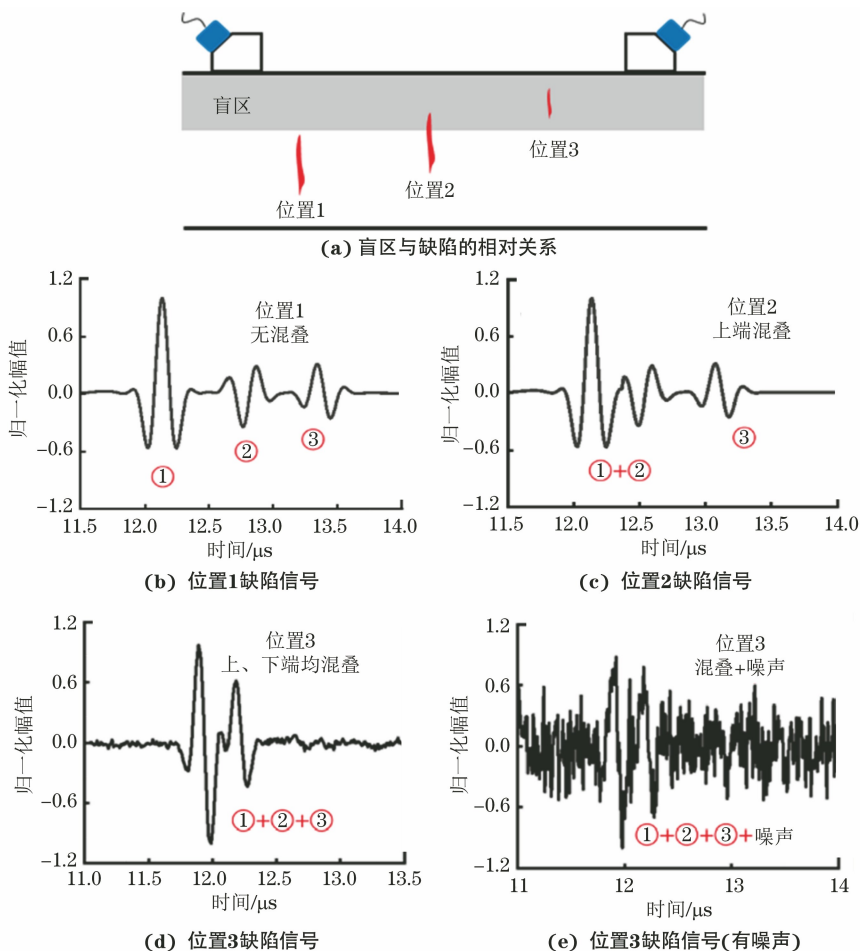 盲区
位置3
位置2
位置1
(a) 盲区与缺陷的相对关系
1.2
0.6
0.0
−0.6
−1.2
归一化幅值
位置1
无混叠
①
②
③
11.5 12.0 12.5 13.0 13.5 14.0
时间/μs
(b) 位置1缺陷信号
1.2
0.6
0.0
−0.6
−1.2
归一化幅值
位置2
上端混叠
①+②
③
11.5 12.0 12.5 13.0 13.5 14.0
时间/μs
(c) 位置2缺陷信号
1.2
0.6
0.0
−0.6
−1.2
归一化幅值
位置3
上、下端均混叠
①+②+③
11.0 11.5 12.0 12.5 13.0 13.5
时间/μs
(d) 位置3缺陷信号
1.2
0.6
0.0
−0.6
−1.2
归一化幅值
位置3
混叠+噪声
①+②+③+噪声
11 12 13 14
时间/μs
(e) 位置3缺陷信号(有噪声)